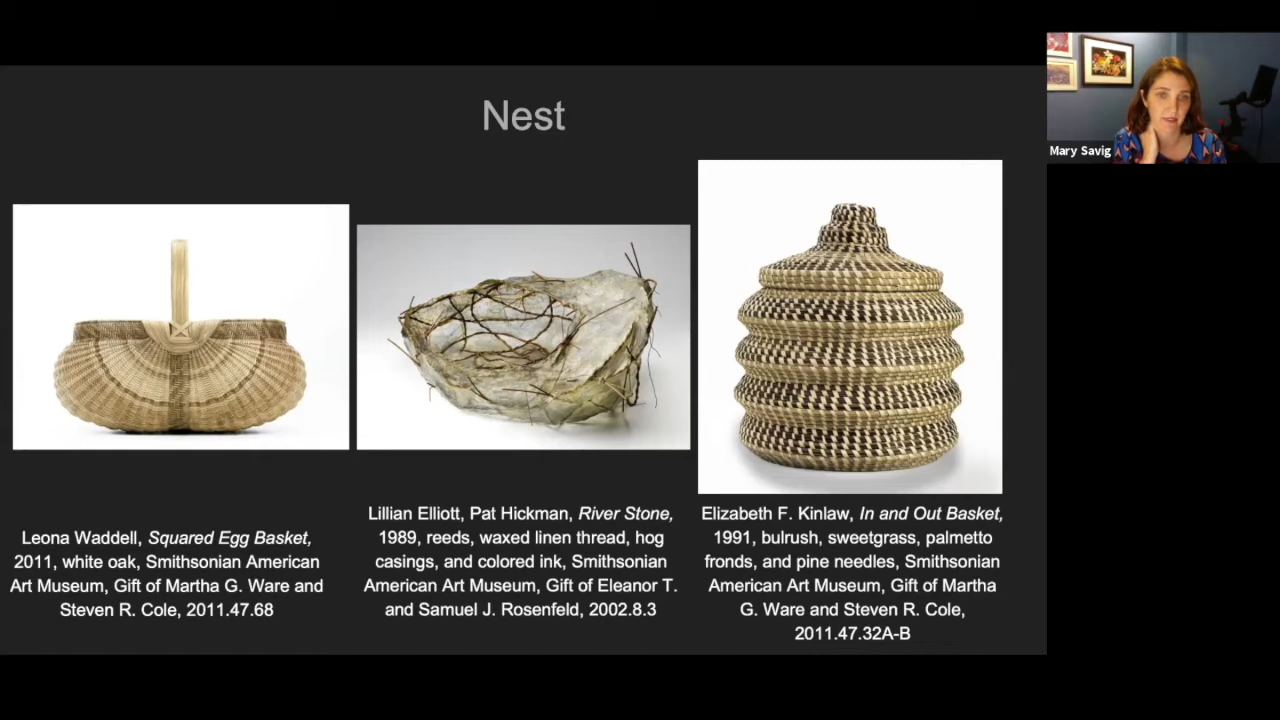 Nest
Mary Savig
Leona Waddell, Squared Egg Basket,
2011, white oak, Smithsonian American
Art Museum, Gift of Martha G. Ware and
Steven R. Cole, 2011.47.68
Lillian Elliott, Pat Hickman, River Stone,
1989, reeds, waxed linen thread, hog
casings, and colored ink, Smithsonian
American Art Museum, Gift of Eleanor T.
and Samuel J. Rosenfeld, 2002.8.3
Elizabeth F. Kinlaw, In and Out Basket,
1991, bulrush, sweetgrass, palmetto
fronds, and pine needles, Smithsonian
American Art Museum, Gift of Martha
G. Ware and Steven R. Cole,
2011.47.32A-B